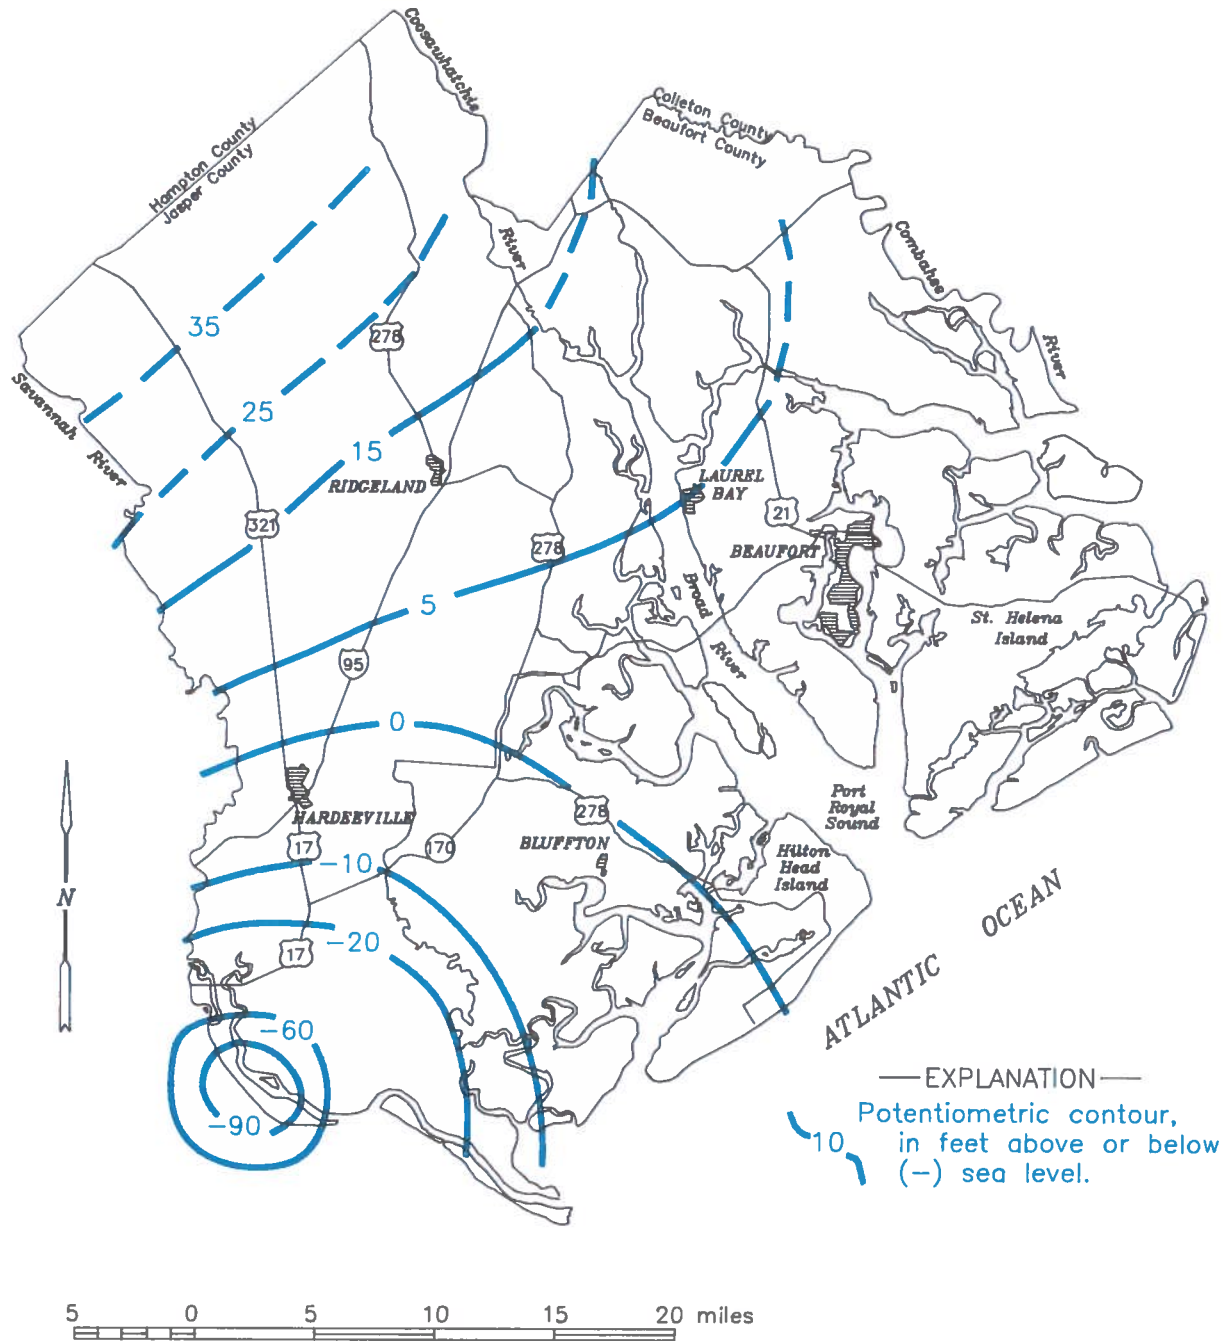 Coosawhatchie
River
Colleton County
Beaufort County
Hampton County
Jasper County
Combahee
River
35
278
Savannah
River
25
15
RIDGELAND
LAUREL
BAY
321
21
278
BEAUFORT
Broad
River
5
St. Helena
Island
95
0
HARDEEVILLE
278
Port
Royal
Sound
17
170
BLUFFTON
Hilton
Head
Island
-10
N
OCEAN
-20
17
ATLANTIC
-60
-90
EXPLANATION
Potentiometric contour,
10 in feet above or below
(-) sea level.
5 0 5 10 15 20 miles